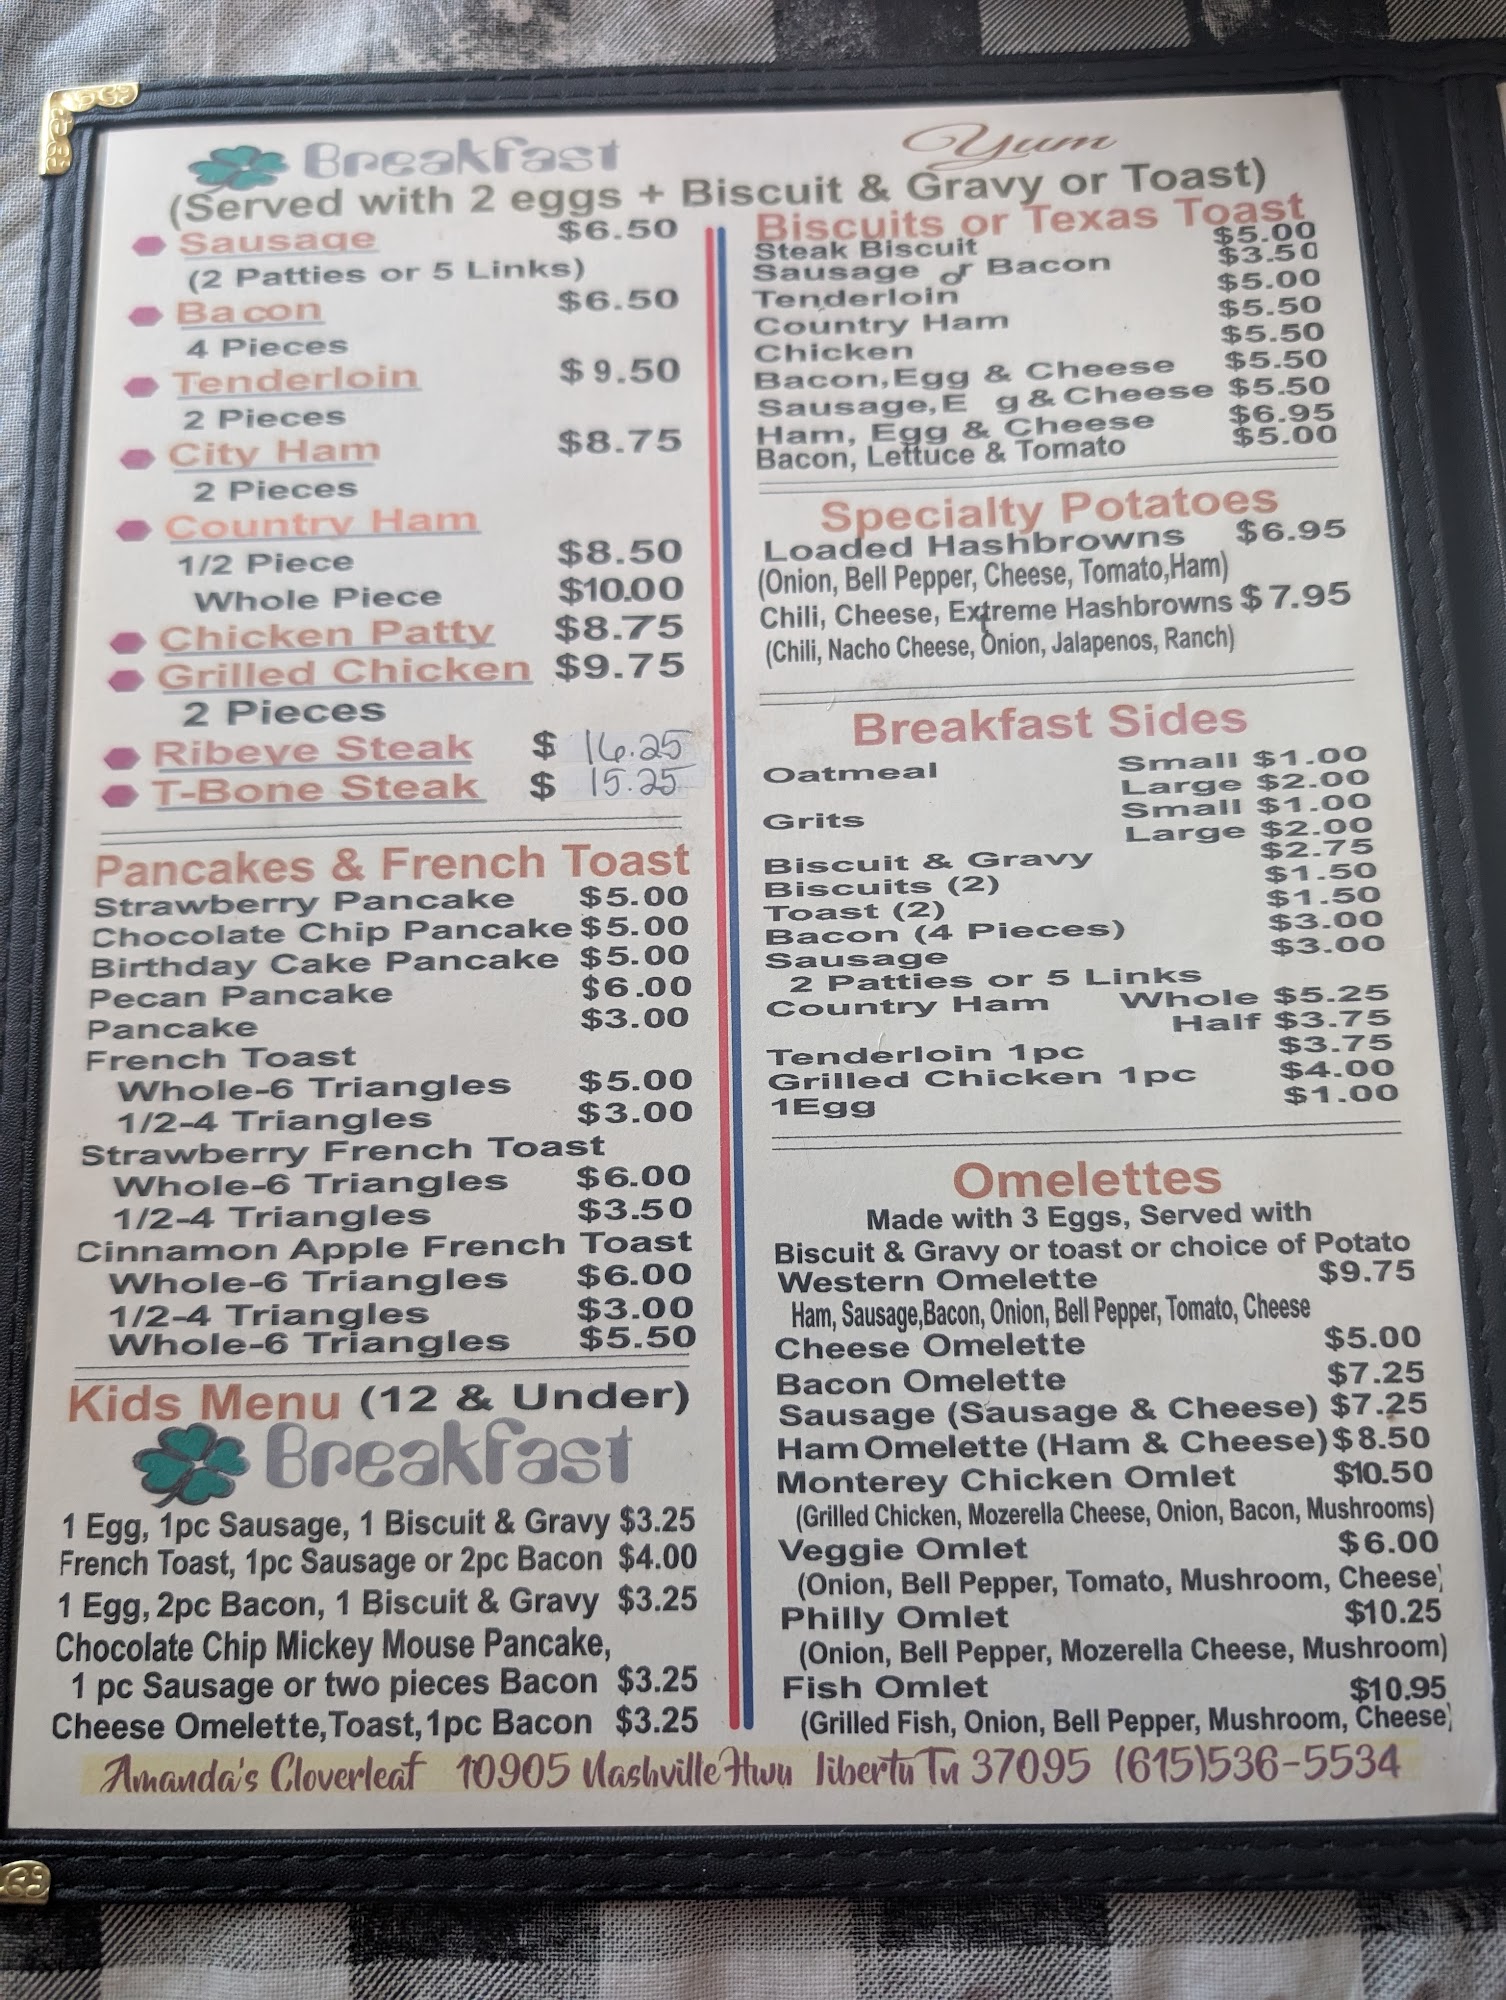 Breakfast
Yum
(Served with 2 eggs + Biscuit & Gravy or Toast)
Sausage $6.50
(2 Patties or 5 Links)
Bacon $6.50
4 Pieces
Tenderloin $9.50
2 Pieces
City Ham $8.75
2 Pieces
Country Ham
1/2 Piece $8.50
Whole Piece $10.00
Chicken Patty $8.75
Grilled Chicken $9.75
2 Pieces
Ribeye Steak $ 16.25
T-Bone Steak $ 15.25
Pancakes & French Toast
Strawberry Pancake $5.00
Chocolate Chip Pancake $5.00
Birthday Cake Pancake $5.00
Pecan Pancake $6.00
Pancake $3.00
French Toast
Whole-6 Triangles $5.00
1/2-4 Triangles $3.00
Strawberry French Toast
Whole-6 Triangles $6.00
1/2-4 Triangles $3.50
Cinnamon Apple French Toast
Whole-6 Triangles $6.00
1/2-4 Triangles $3.00
Whole-6 Triangles $5.50
Kids Menu (12 & Under)
Breakfast
1 Egg, 1pc Sausage, 1 Biscuit & Gravy $3.25
French Toast, 1pc Sausage or 2pc Bacon $4.00
1 Egg, 2pc Bacon, 1 Biscuit & Gravy $3.25
Chocolate Chip Mickey Mouse Pancake,
1 pc Sausage or two pieces Bacon $3.25
Cheese Omelette,Toast,1pc Bacon $3.25
Biscuits or Texas Toast
Steak Biscuit $5.00
Sausage or Bacon $3.50
Tenderloin $5.00
Country Ham $5.50
Chicken $5.50
Bacon,Egg & Cheese $5.50
Sausage,E g & Cheese $5.50
Ham, Egg & Cheese $6.95
Bacon, Lettuce & Tomato $5.00
Specialty Potatoes
Loaded Hashbrowns $6.95
(Onion, Bell Pepper, Cheese, Tomato,Ham)
Chili, Cheese, Extreme Hashbrowns $7.95
(Chili, Nacho Cheese, Onion, Jalapenos, Ranch)
Breakfast Sides
Oatmeal Small $1.00
Large $2.00
Grits Small $1.00
Large $2.00
Biscuit & Gravy $2.75
Biscuits (2) $1.50
Toast (2) $1.50
Bacon (4 Pieces) $3.00
Sausage $3.00
2 Patties or 5 Links
Country Ham Whole $5.25
Half $3.75
Tenderloin 1pc $3.75
Grilled Chicken 1pc $4.00
1Egg $1.00
Omelettes
Made with 3 Eggs, Served with
Biscuit & Gravy or toast or choice of Potato
Western Omelette $9.75
Ham, Sausage,Bacon, Onion, Bell Pepper, Tomato, Cheese
Cheese Omelette $5.00
Bacon Omelette $7.25
Sausage (Sausage & Cheese) $7.25
Ham Omelette (Ham & Cheese) $8.50
Monterey Chicken Omlet $10.50
(Grilled Chicken, Mozerella Cheese, Onion, Bacon, Mushrooms)
Veggie Omlet $6.00
(Onion, Bell Pepper, Tomato, Mushroom, Cheese)
Philly Omlet $10.25
(Onion, Bell Pepper, Mozerella Cheese, Mushroom)
Fish Omlet $10.95
(Grilled Fish, Onion, Bell Pepper, Mushroom, Cheese)
Amanda's Cloverleaf 10905 Nashville Hwy liberty Tn 37095 (615)536-5534